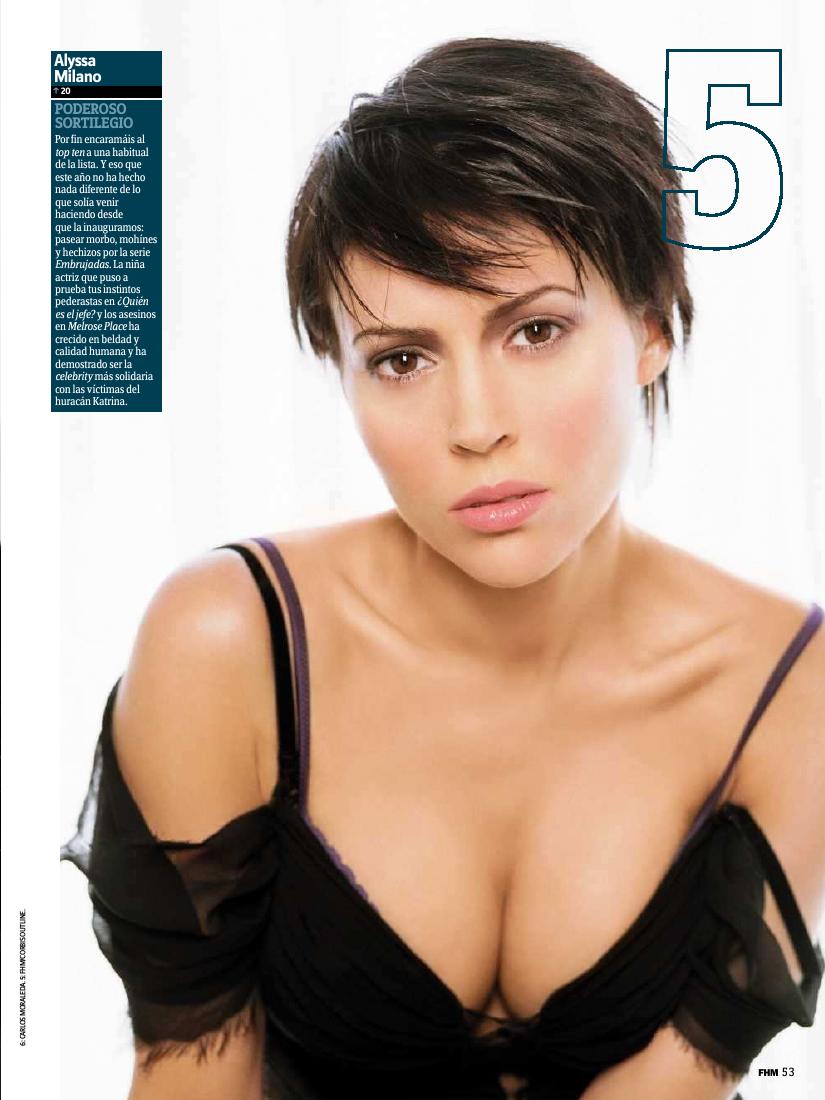 Alyssa
Milano
↑ 20
PODEROSO
SORTILEGIO
Por fin encaramáis al
top ten a una habitual
de la lista. Y eso que
este año no ha hecho
nada diferente de lo
que solía venir
haciendo desde
que la inauguramos:
pasear morbo, mohínes
y hechizos por la serie
Embrujadas. La niña
actriz que puso a
prueba tus instintos
pederastas en ¿Quién
es el jefe? y los asesinos
en Melrose Place ha
crecido en beldad y
calidad humana y ha
demostrado ser la
celebrity más solidaria
con las víctimas del
huracán Katrina.
5
6: CARLOS MORALEDA. 5: FHM/CORBIS OUTLINE.
FHM 53